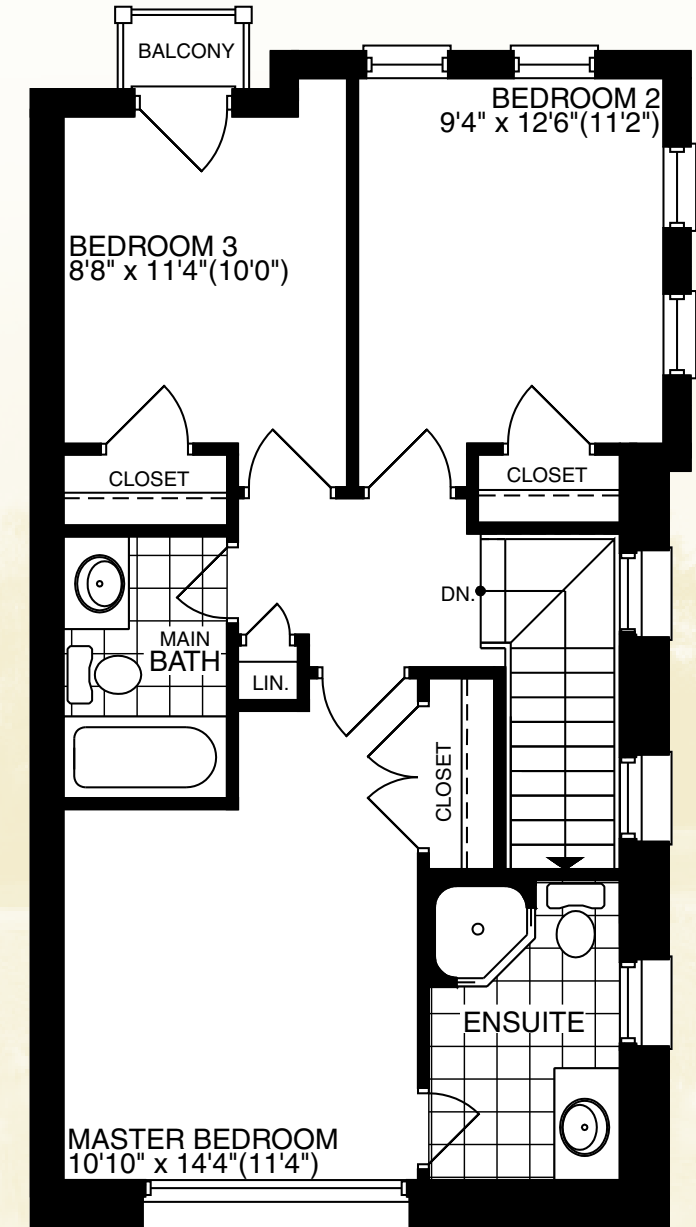 BALCONY
BEDROOM 2
9'4" x 12'6"(11'2")
BEDROOM 3
8'8" x 11'4"(10'0")
CLOSET
CLOSET
DN.
MAIN
BATH
LIN.
CLOSET
ENSUITE
MASTER BEDROOM
10'10" x 14'4"(11'4")